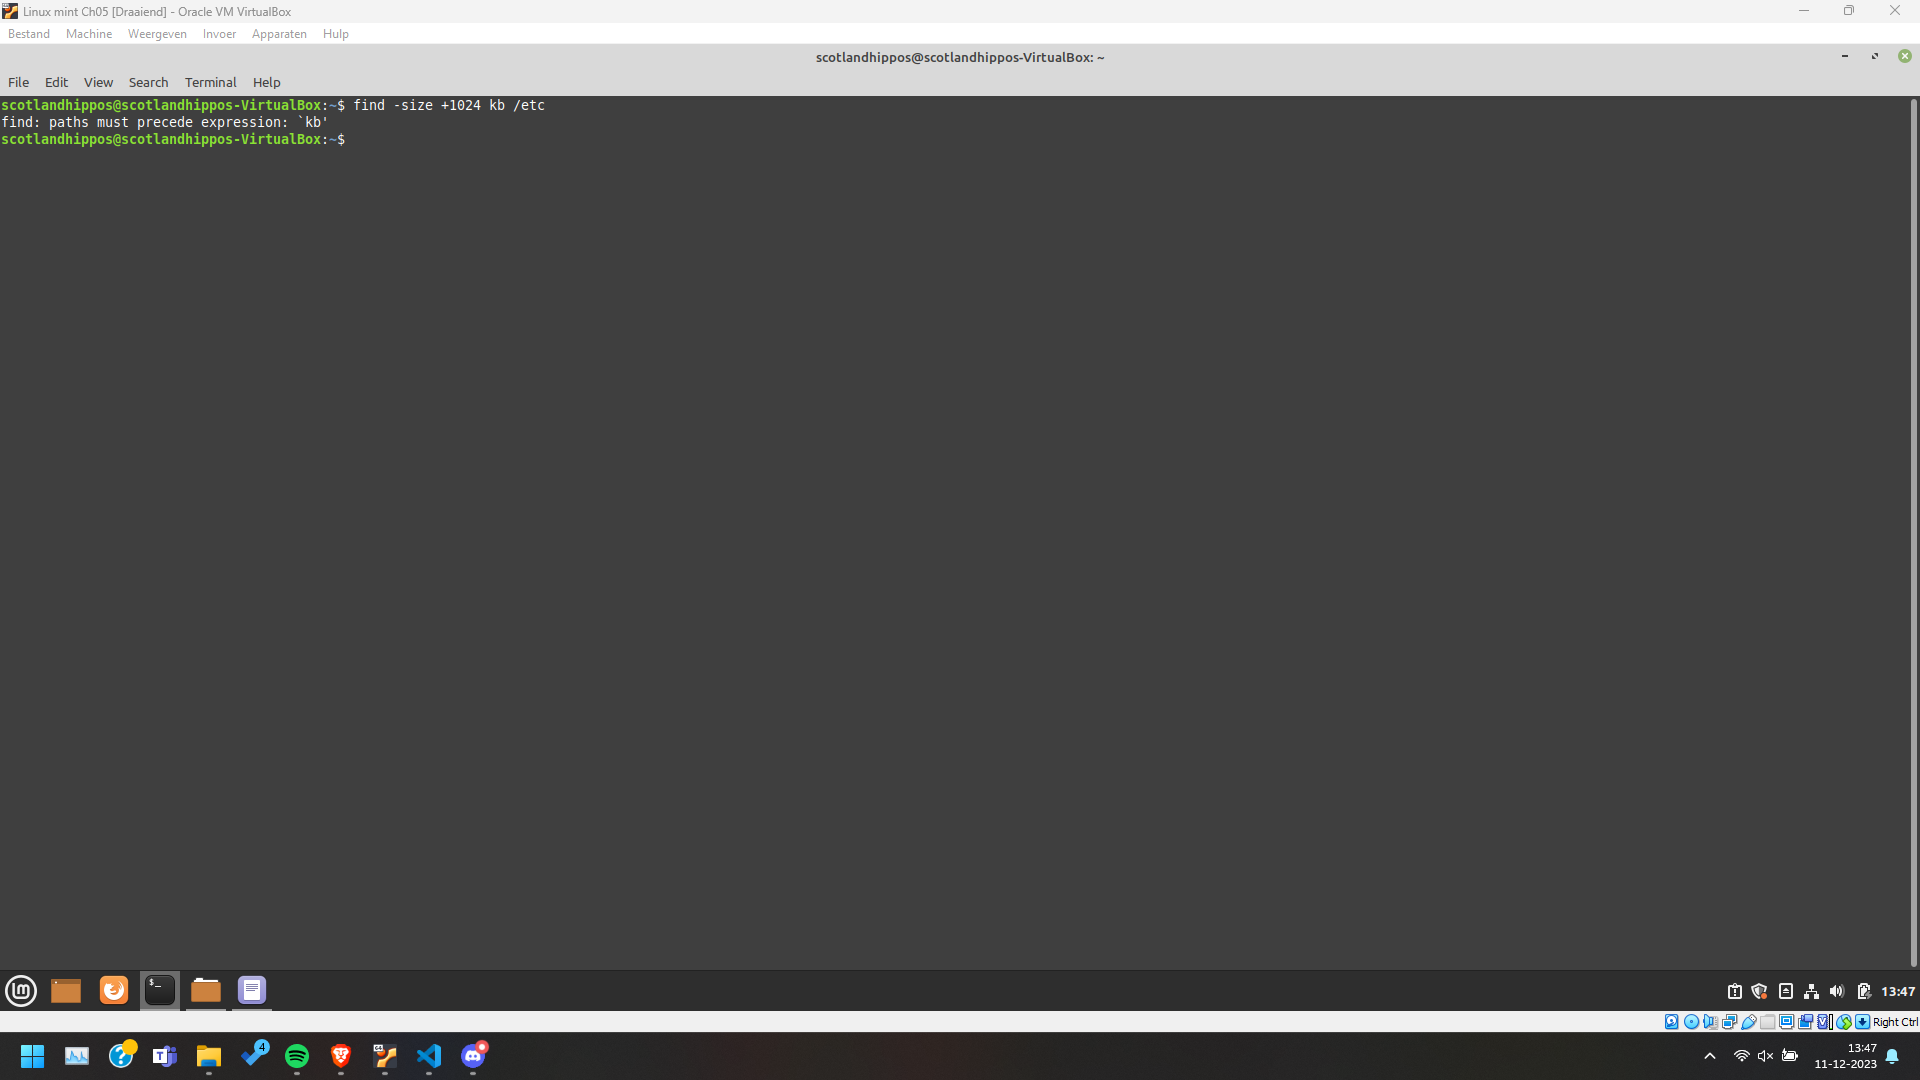 Linux mint Ch05 [Draaiend] - Oracle VM VirtualBox
Bestand Machine Weergeven Invoer Apparaten Hulp
scotlandhippos@scotlandhippos-VirtualBox: ~
File Edit View Search Terminal Help
scotlandhippos@scotlandhippos-VirtualBox:~$ find -size +1024 kb /etc
find: paths must precede expression: `kb'
scotlandhippos@scotlandhippos-VirtualBox:~$
$_
13:47
Right Ctrl
4
13:47
11-12-2023